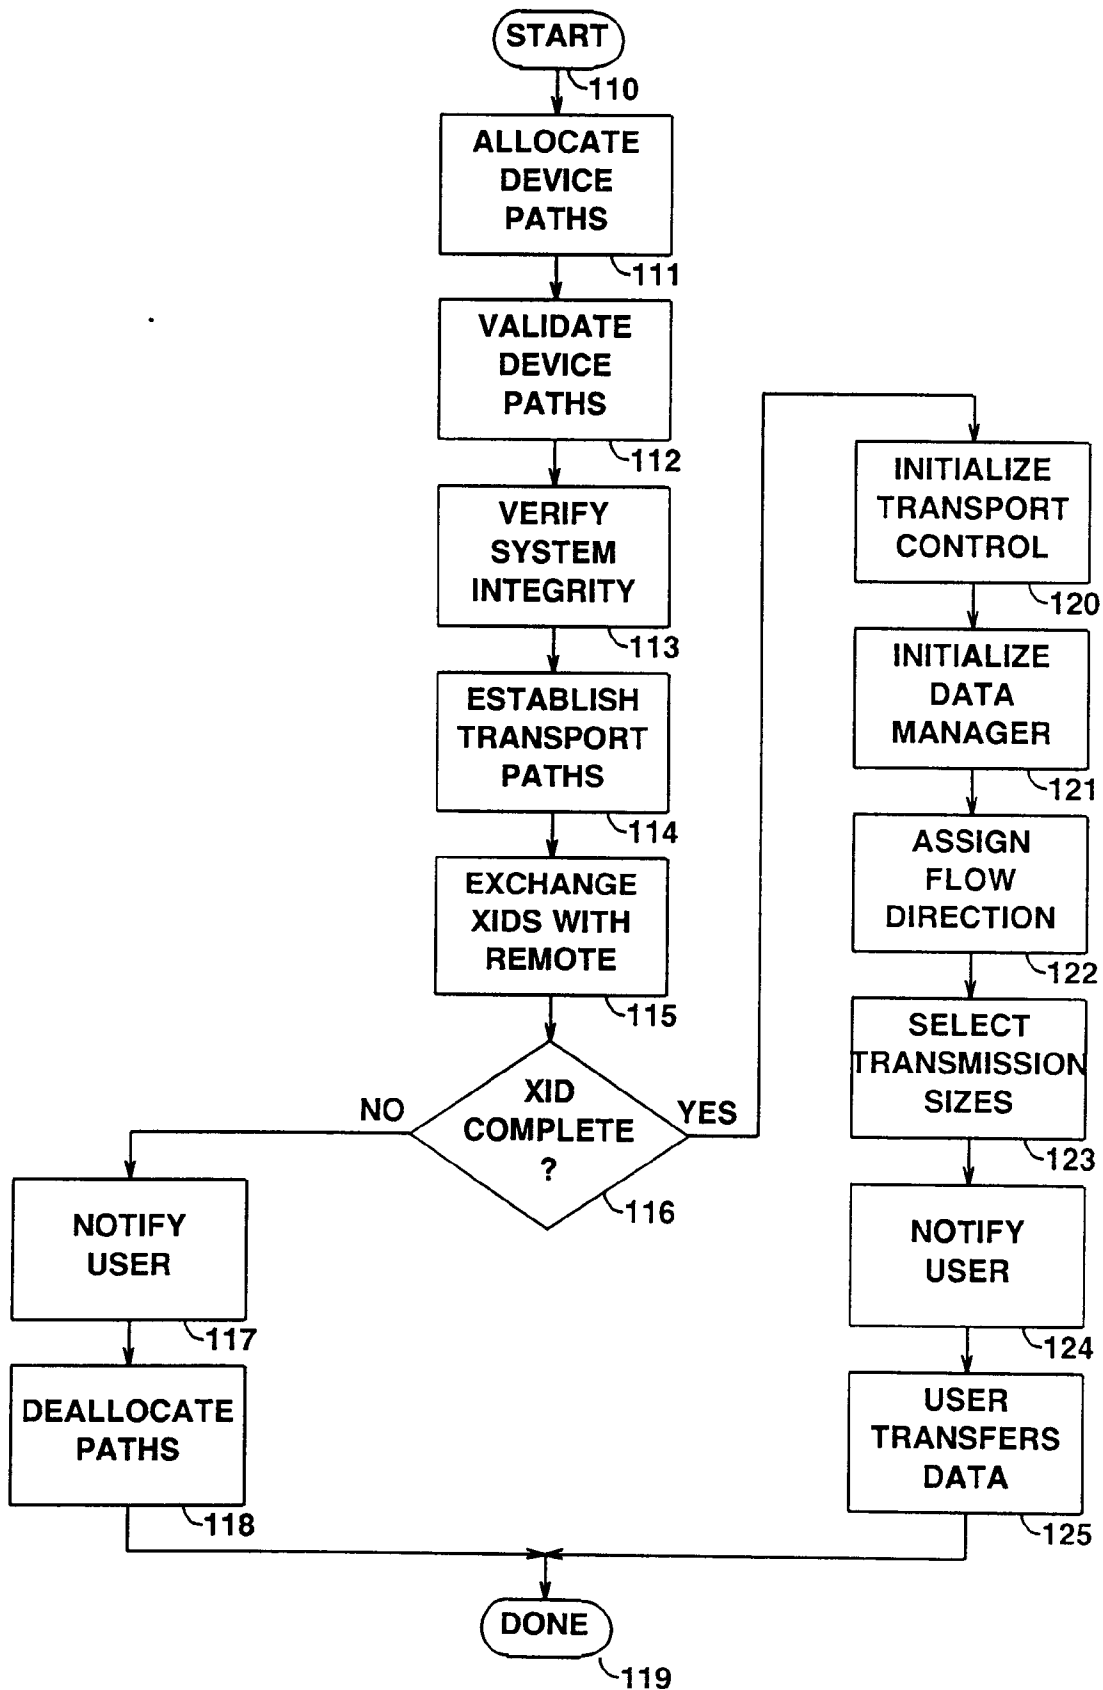 START
110
ALLOCATE
DEVICE
PATHS
111
VALIDATE
DEVICE
PATHS
112
VERIFY
SYSTEM
INTEGRITY
113
ESTABLISH
TRANSPORT
PATHS
114
EXCHANGE
XIDS WITH
REMOTE
115
XID
COMPLETE
?
116
NO
YES
NOTIFY
USER
117
DEALLOCATE
PATHS
118
INITIALIZE
TRANSPORT
CONTROL
120
INITIALIZE
DATA
MANAGER
121
ASSIGN
FLOW
DIRECTION
122
SELECT
TRANSMISSION
SIZES
123
NOTIFY
USER
124
USER
TRANSFERS
DATA
125
DONE
119